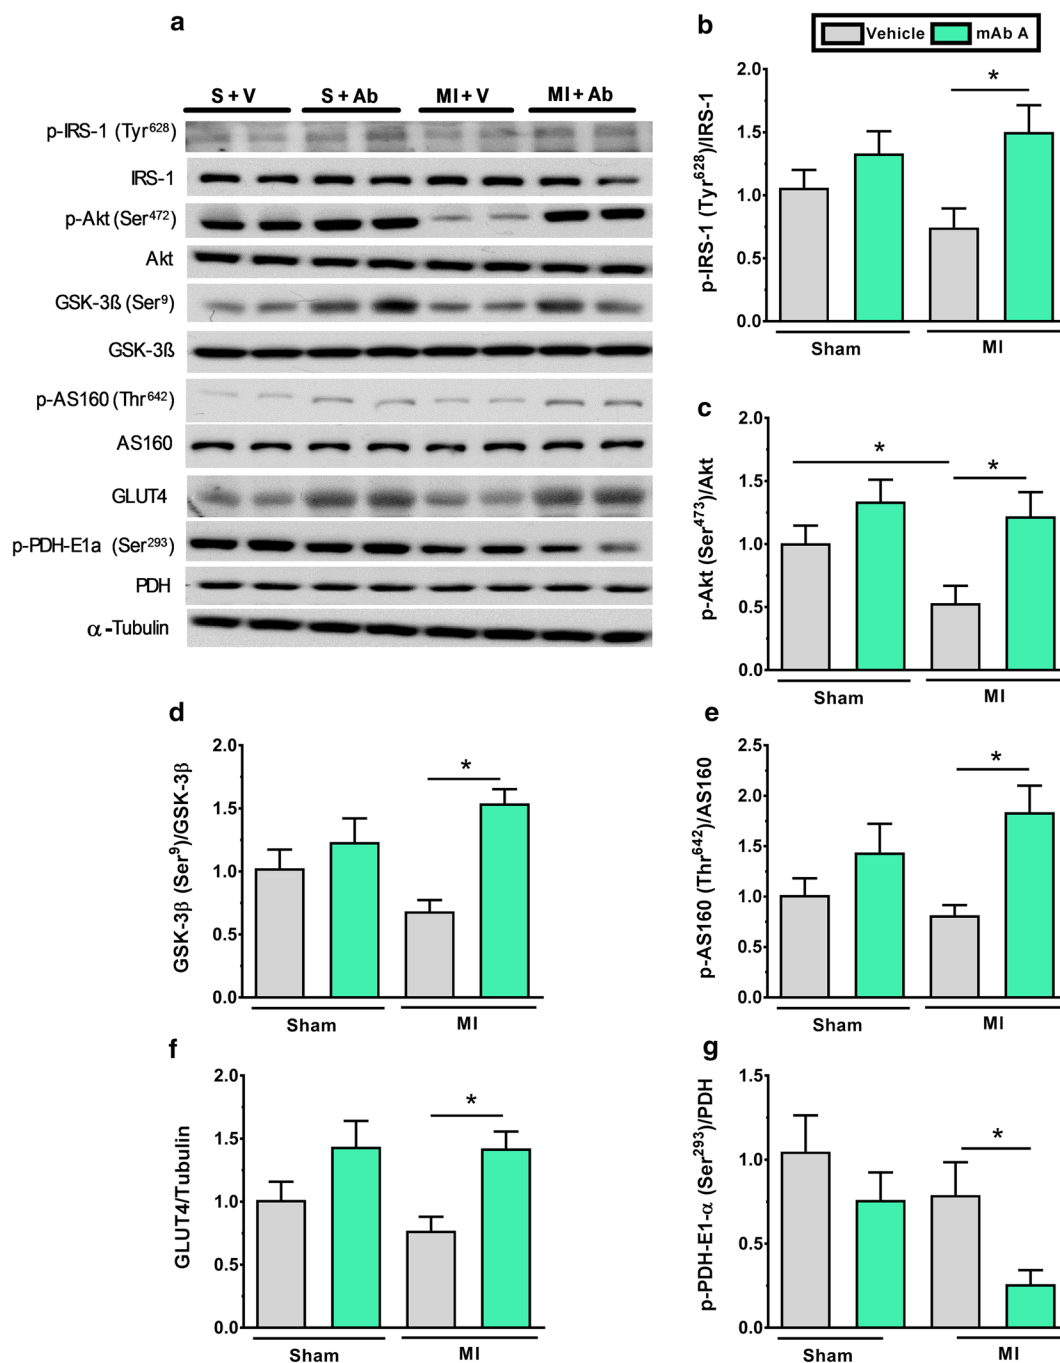 a
S + V
S + Ab
MI + V
MI + Ab
p-IRS-1 (Tyr628)
IRS-1
p-Akt (Ser472)
Akt
GSK-3ß (Ser9)
GSK-3ß
p-AS160 (Thr642)
AS160
GLUT4
p-PDH-E1a (Ser293)
PDH
α-Tubulin
b
Vehicle
mAb A
p-IRS-1 (Tyr628)/IRS-1
2.0
1.5
1.0
0.5
0.0
*
Sham
MI
c
p-Akt (Ser473)/Akt
2.0
1.5
1.0
0.5
0.0
*
*
Sham
MI
d
GSK-3β (Ser9)/GSK-3β
2.0
1.5
1.0
0.5
0.0
*
Sham
MI
e
p-AS160 (Thr642)/AS160
2.5
2.0
1.5
1.0
0.5
0.0
*
Sham
MI
f
GLUT4/Tubulin
2.0
1.5
1.0
0.5
0.0
*
Sham
MI
g
p-PDH-E1-α (Ser293)/PDH
1.5
1.0
0.5
0.0
*
Sham
MI